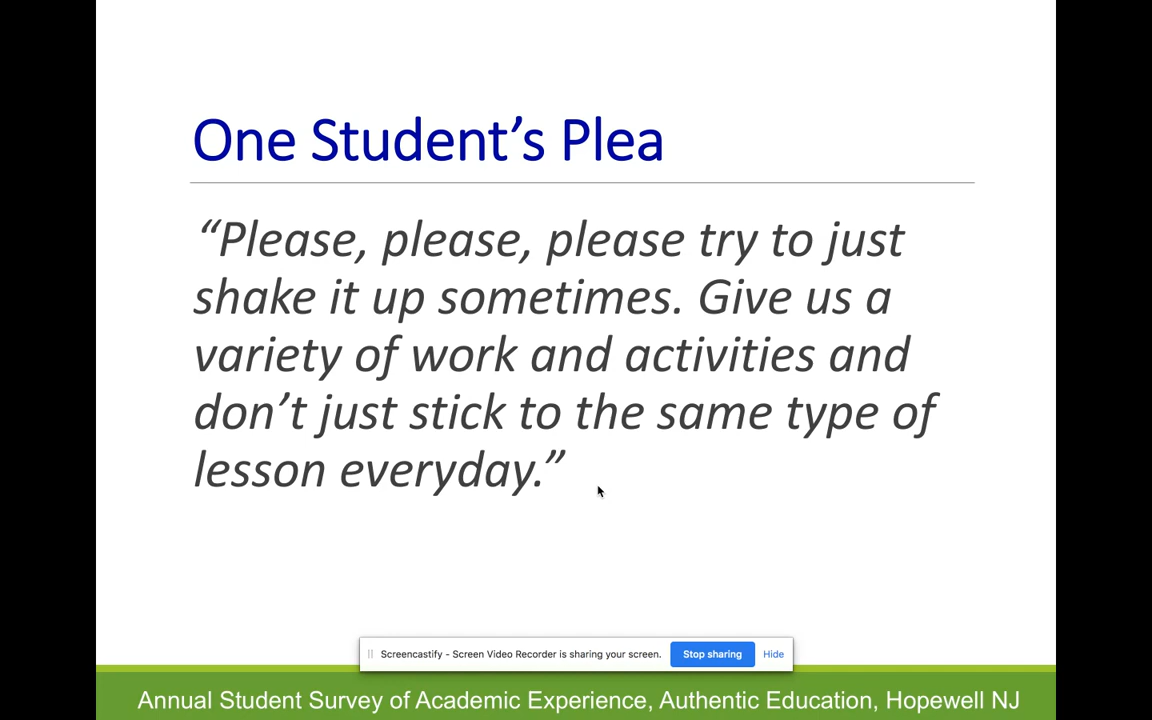 One Student’s Plea
“Please, please, please try to just
shake it up sometimes. Give us a
variety of work and activities and
don’t just stick to the same type of
lesson everyday.”
Screencastify - Screen Video Recorder is sharing your screen. Stop sharing Hide
Annual Student Survey of Academic Experience, Authentic Education, Hopewell NJ